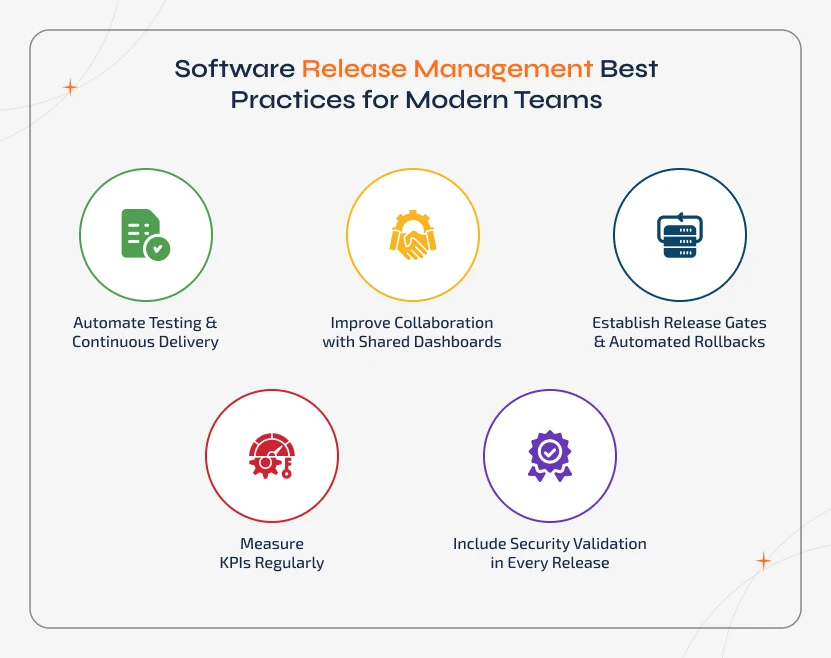 Software Release Management Best
Practices for Modern Teams
Automate Testing &
Continuous Delivery
Improve Collaboration
with Shared Dashboards
Establish Release Gates
& Automated Rollbacks
Measure
KPIs Regularly
Include Security Validation
in Every Release